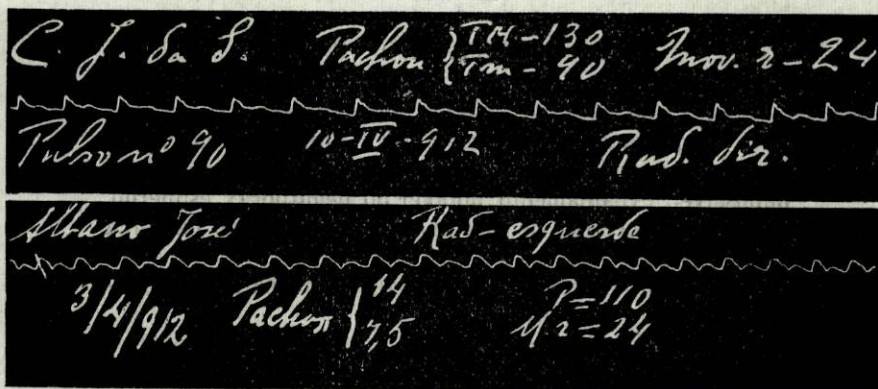 C. J. da S. Pachon { TM-130 Mov. r-24
Tm-90
Pulso nº 90 10-IV-912 Rad. dir.
Albano José Rad-esquerda
3/4/912 Pachon { 14 P=110
7,5 M r=24